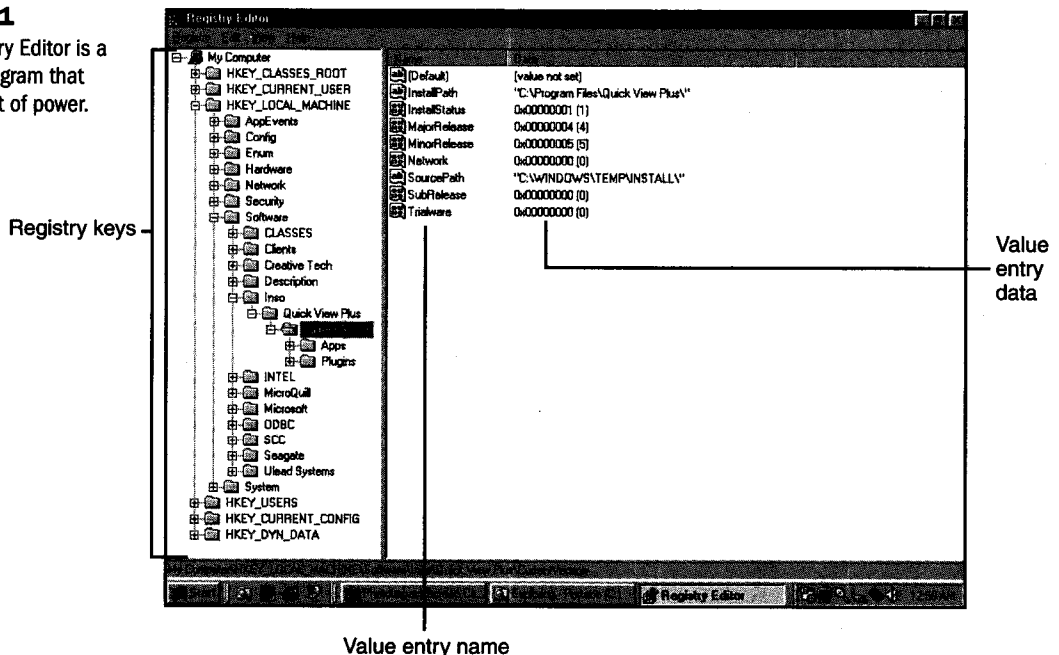 1
ry Editor is a
gram that
t of power.
Registry Editor
Name Data
My Computer
HKEY_CLASSES_ROOT
HKEY_CURRENT_USER
HKEY_LOCAL_MACHINE
AppEvents
Config
Enum
Hardware
Network
Security
Software
CLASSES
Clients
Creative Tech
Description
Inso
Quick View Plus
Apps
Plugins
INTEL
MicroQuill
Microsoft
ODBC
SCC
Seagate
Ulead Systems
System
HKEY_USERS
HKEY_CURRENT_CONFIG
HKEY_DYN_DATA
(Default) (value not set)
InstallPath "C:\Program Files\Quick View Plus\"
InstallStatus 0x00000001 (1)
MajorRelease 0x00000004 (4)
MinorRelease 0x00000005 (5)
Network 0x00000000 (0)
SourcePath "C:\WINDOWS\TEMP\INSTALL\"
SubRelease 0x00000000 (0)
Trialware 0x00000000 (0)
Registry keys
Value
entry
data
Start
Registry Editor
Value entry name